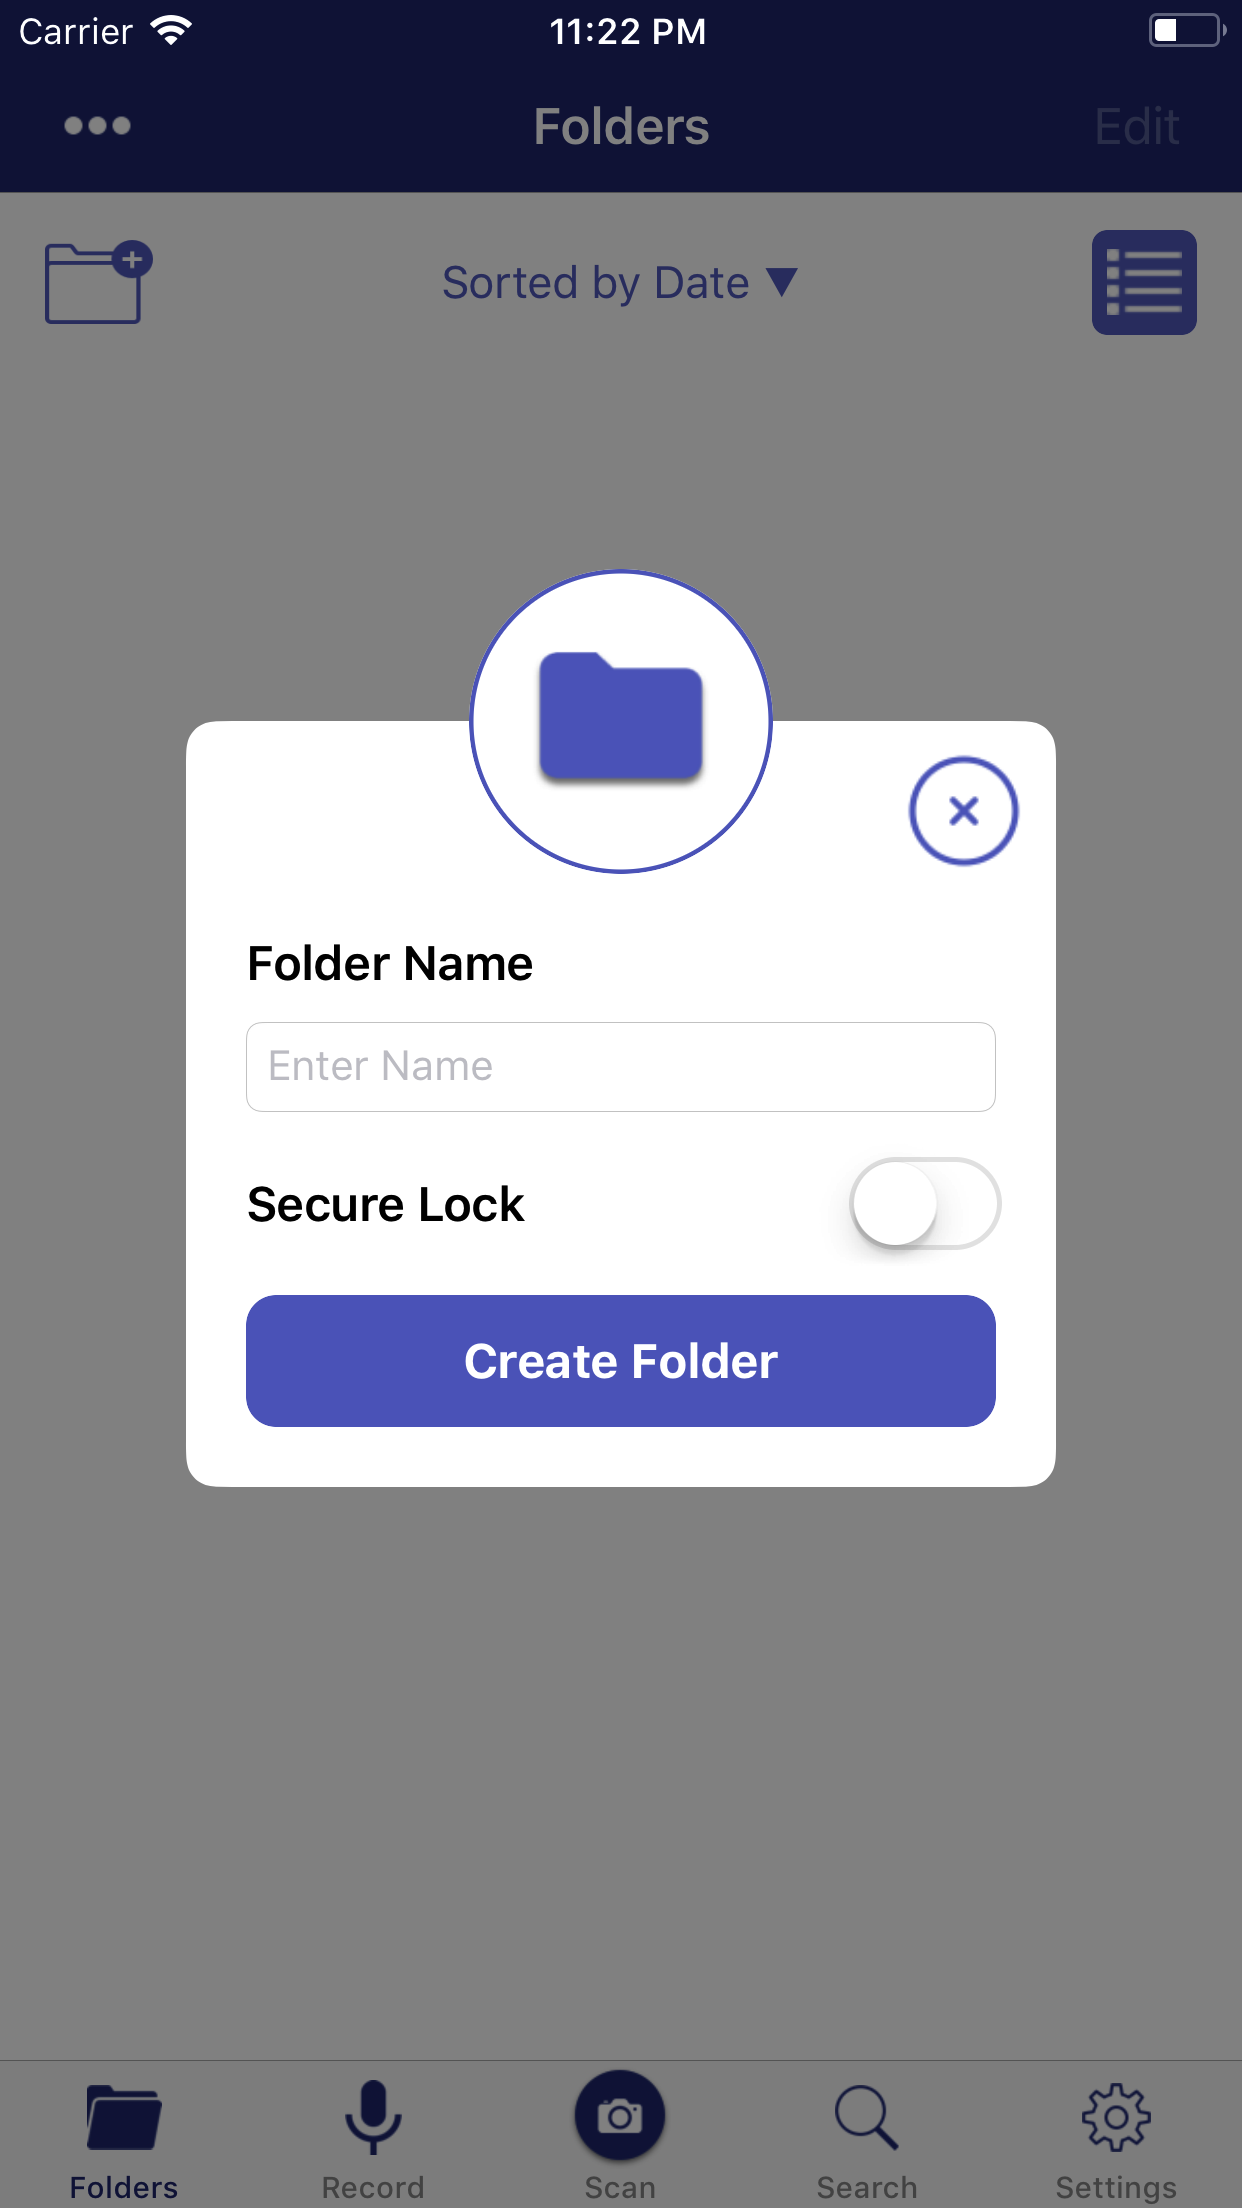 Carrier 11:22 PM
Folders Edit
Sorted by Date ▼
Folder Name
Enter Name
Secure Lock
Create Folder
Folders Record Scan Search Settings